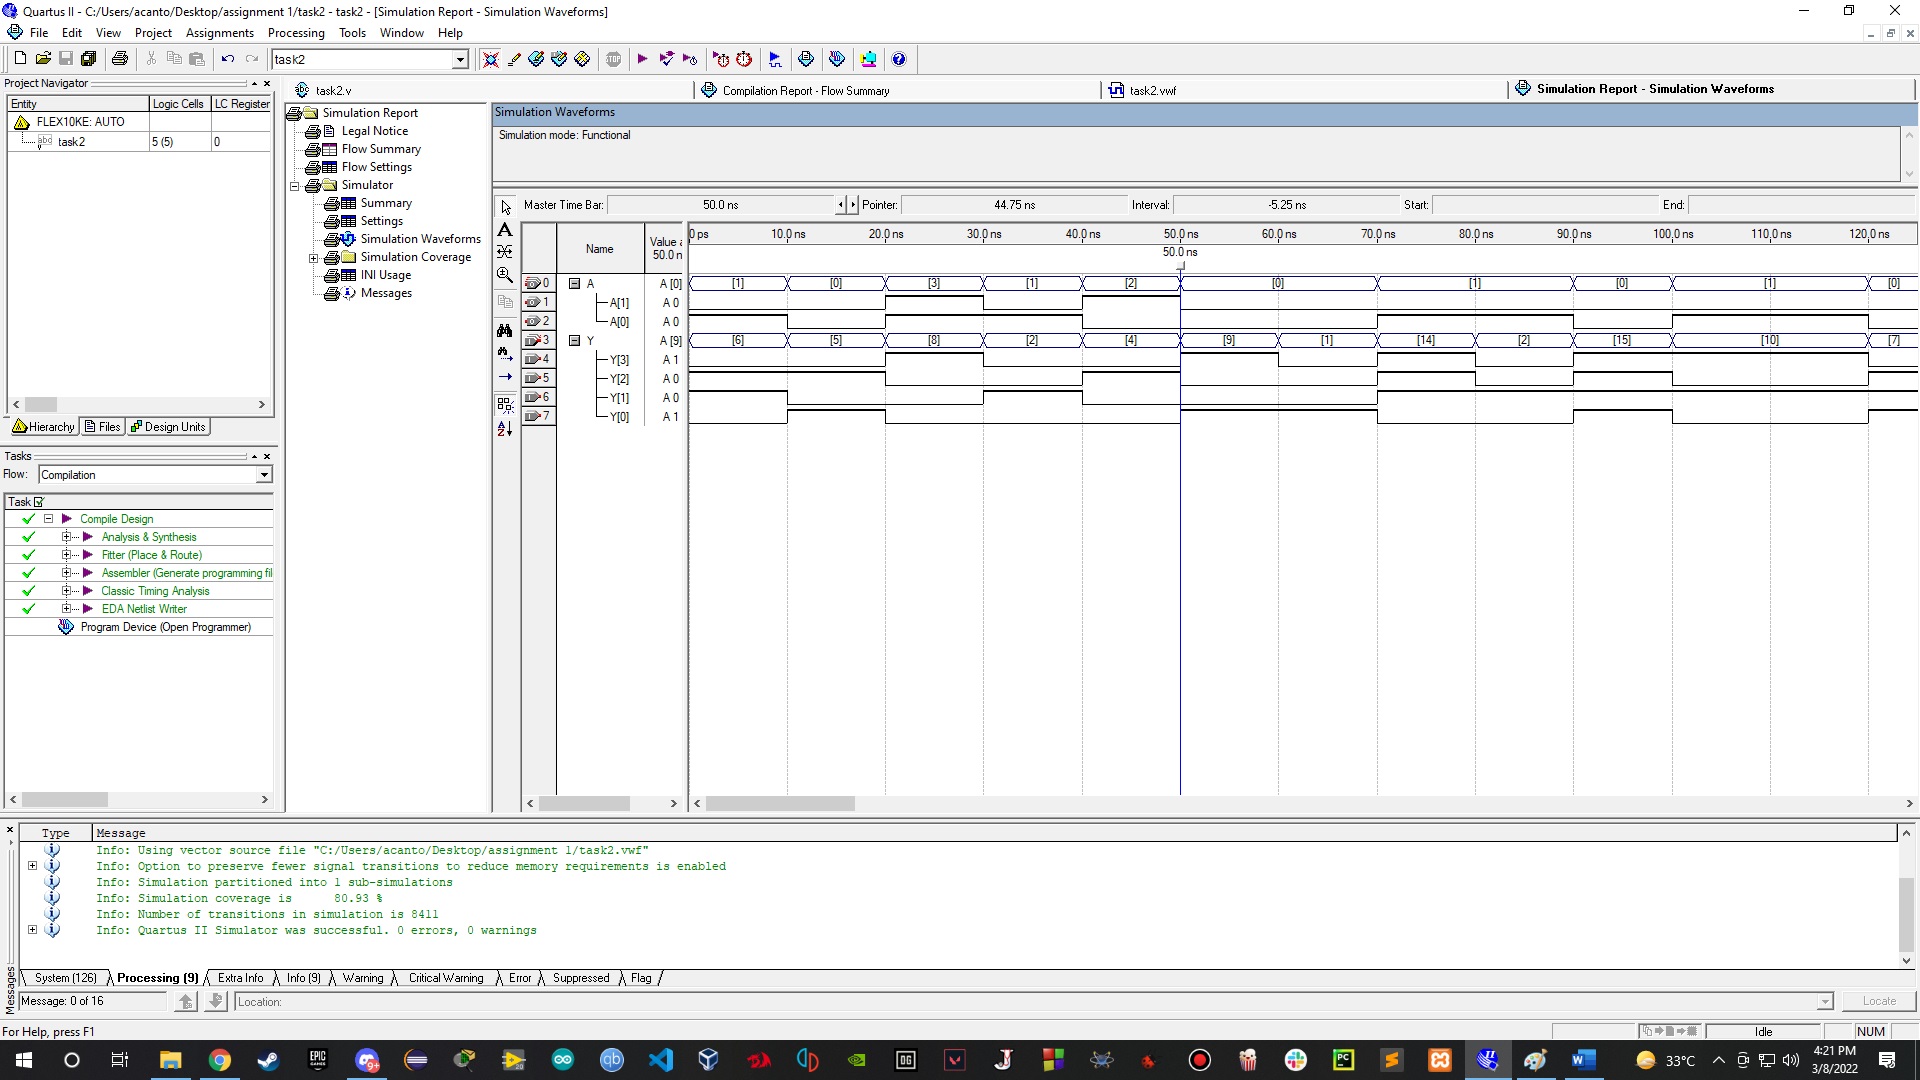 Quartus II - C:/Users/acanto/Desktop/assignment 1/task2 - task2 - [Simulation Report - Simulation Waveforms]
File Edit View Project Assignments Processing Tools Window Help
task2
STOP
Project Navigator
Entity Logic Cells LC Register
FLEX10KE: AUTO
abc task2 5 (5) 0
Hierarchy Files Design Units
Tasks
Flow: Compilation
Task
Compile Design
Analysis & Synthesis
Fitter (Place & Route)
Assembler (Generate programming fil
Classic Timing Analysis
EDA Netlist Writer
Program Device (Open Programmer)
task2.v Compilation Report - Flow Summary task2.vwf Simulation Report - Simulation Waveforms
Simulation Report
Legal Notice
Flow Summary
Flow Settings
Simulator
Summary
Settings
Simulation Waveforms
Simulation Coverage
INI Usage
Messages
Simulation Waveforms
Simulation mode: Functional
Master Time Bar: 50.0 ns Pointer: 44.75 ns Interval: -5.25 ns Start: End:
Name Value a
50.0 n
0 ps 10.0 ns 20.0 ns 30.0 ns 40.0 ns 50.0 ns 60.0 ns 70.0 ns 80.0 ns 90.0 ns 100.0 ns 110.0 ns 120.0 ns
50.0 ns
0 A A [0] [1] [0] [3] [1] [2] [0] [1] [0] [1] [0]
1 A[1] A 0
2 A[0] A 0
3 Y A [9] [6] [5] [8] [2] [4] [9] [1] [14] [2] [15] [10] [7]
4 Y[3] A 1
5 Y[2] A 0
6 Y[1] A 0
7 Y[0] A 1
Type Message
Info: Using vector source file "C:/Users/acanto/Desktop/assignment 1/task2.vwf"
Info: Option to preserve fewer signal transitions to reduce memory requirements is enabled
Info: Simulation partitioned into 1 sub-simulations
Info: Simulation coverage is 80.93 %
Info: Number of transitions in simulation is 8411
Info: Quartus II Simulator was successful. 0 errors, 0 warnings
System (126) Processing (9) Extra Info Info (9) Warning Critical Warning Error Suppressed Flag
Messages
Message: 0 of 16 Location: Locate
For Help, press F1 Idle NUM
33°C 4:21 PM
3/8/2022